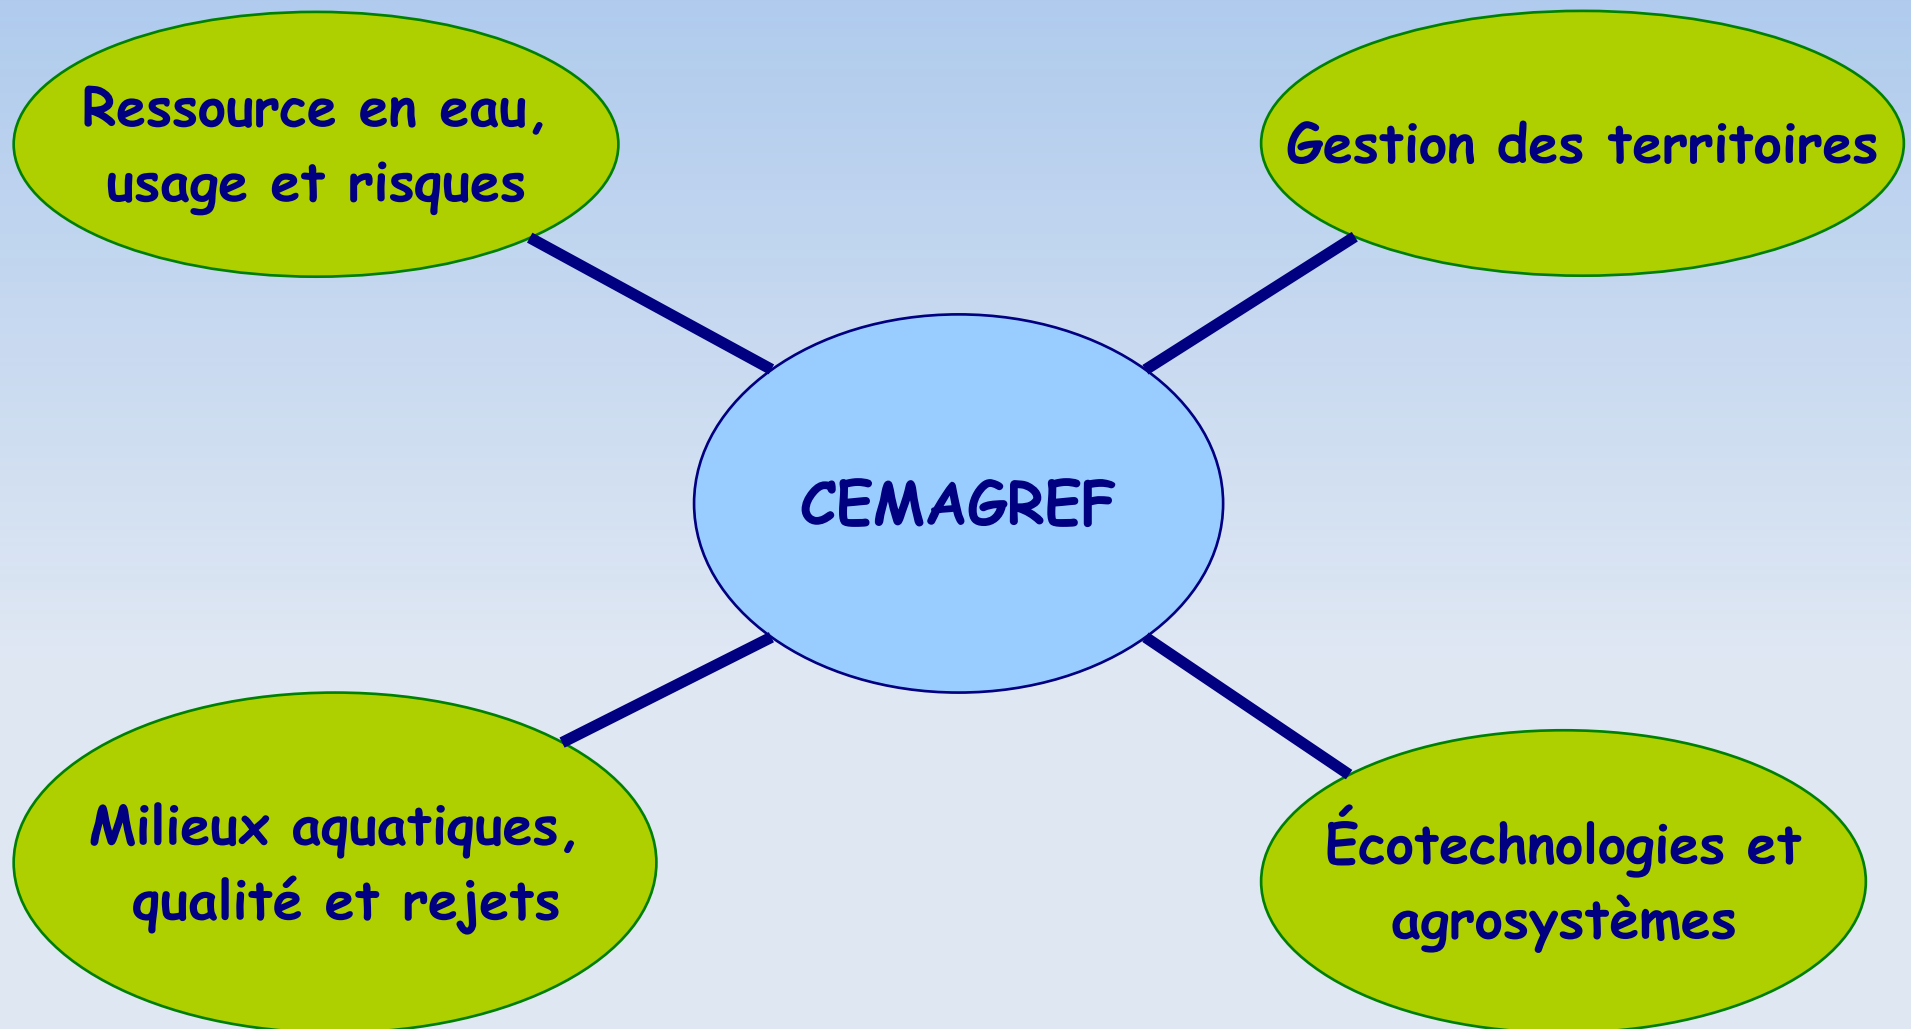 Ressource en eau,
usage et risques
Gestion des territoires
CEMAGREF
Milieux aquatiques,
qualité et rejets
Écotechnologies et
agrosystèmes